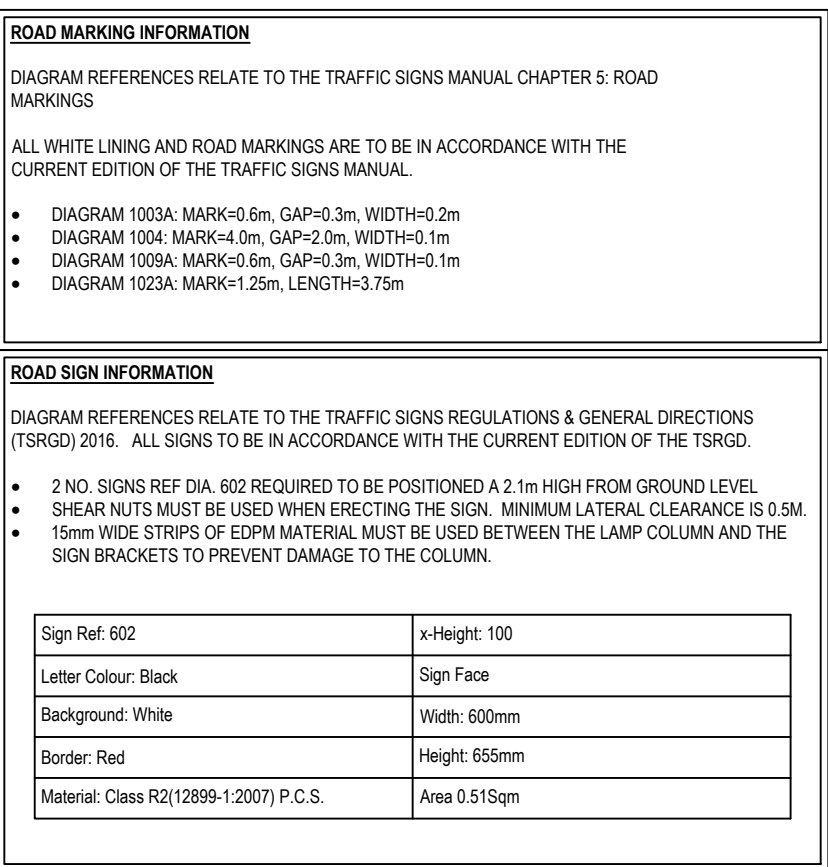 ROAD MARKING INFORMATION
DIAGRAM REFERENCES RELATE TO THE TRAFFIC SIGNS MANUAL CHAPTER 5: ROAD
MARKINGS
ALL WHITE LINING AND ROAD MARKINGS ARE TO BE IN ACCORDANCE WITH THE
CURRENT EDITION OF THE TRAFFIC SIGNS MANUAL.
• DIAGRAM 1003A: MARK=0.6m, GAP=0.3m, WIDTH=0.2m
• DIAGRAM 1004: MARK=4.0m, GAP=2.0m, WIDTH=0.1m
• DIAGRAM 1009A: MARK=0.6m, GAP=0.3m, WIDTH=0.1m
• DIAGRAM 1023A: MARK=1.25m, LENGTH=3.75m
ROAD SIGN INFORMATION
DIAGRAM REFERENCES RELATE TO THE TRAFFIC SIGNS REGULATIONS & GENERAL DIRECTIONS
(TSRGD) 2016. ALL SIGNS TO BE IN ACCORDANCE WITH THE CURRENT EDITION OF THE TSRGD.
• 2 NO. SIGNS REF DIA. 602 REQUIRED TO BE POSITIONED A 2.1m HIGH FROM GROUND LEVEL
• SHEAR NUTS MUST BE USED WHEN ERECTING THE SIGN. MINIMUM LATERAL CLEARANCE IS 0.5M.
• 15mm WIDE STRIPS OF EDPM MATERIAL MUST BE USED BETWEEN THE LAMP COLUMN AND THE
SIGN BRACKETS TO PREVENT DAMAGE TO THE COLUMN.
Sign Ref: 602 x-Height: 100
Letter Colour: Black Sign Face
Background: White Width: 600mm
Border: Red Height: 655mm
Material: Class R2(12899-1:2007) P.C.S. Area 0.51Sqm